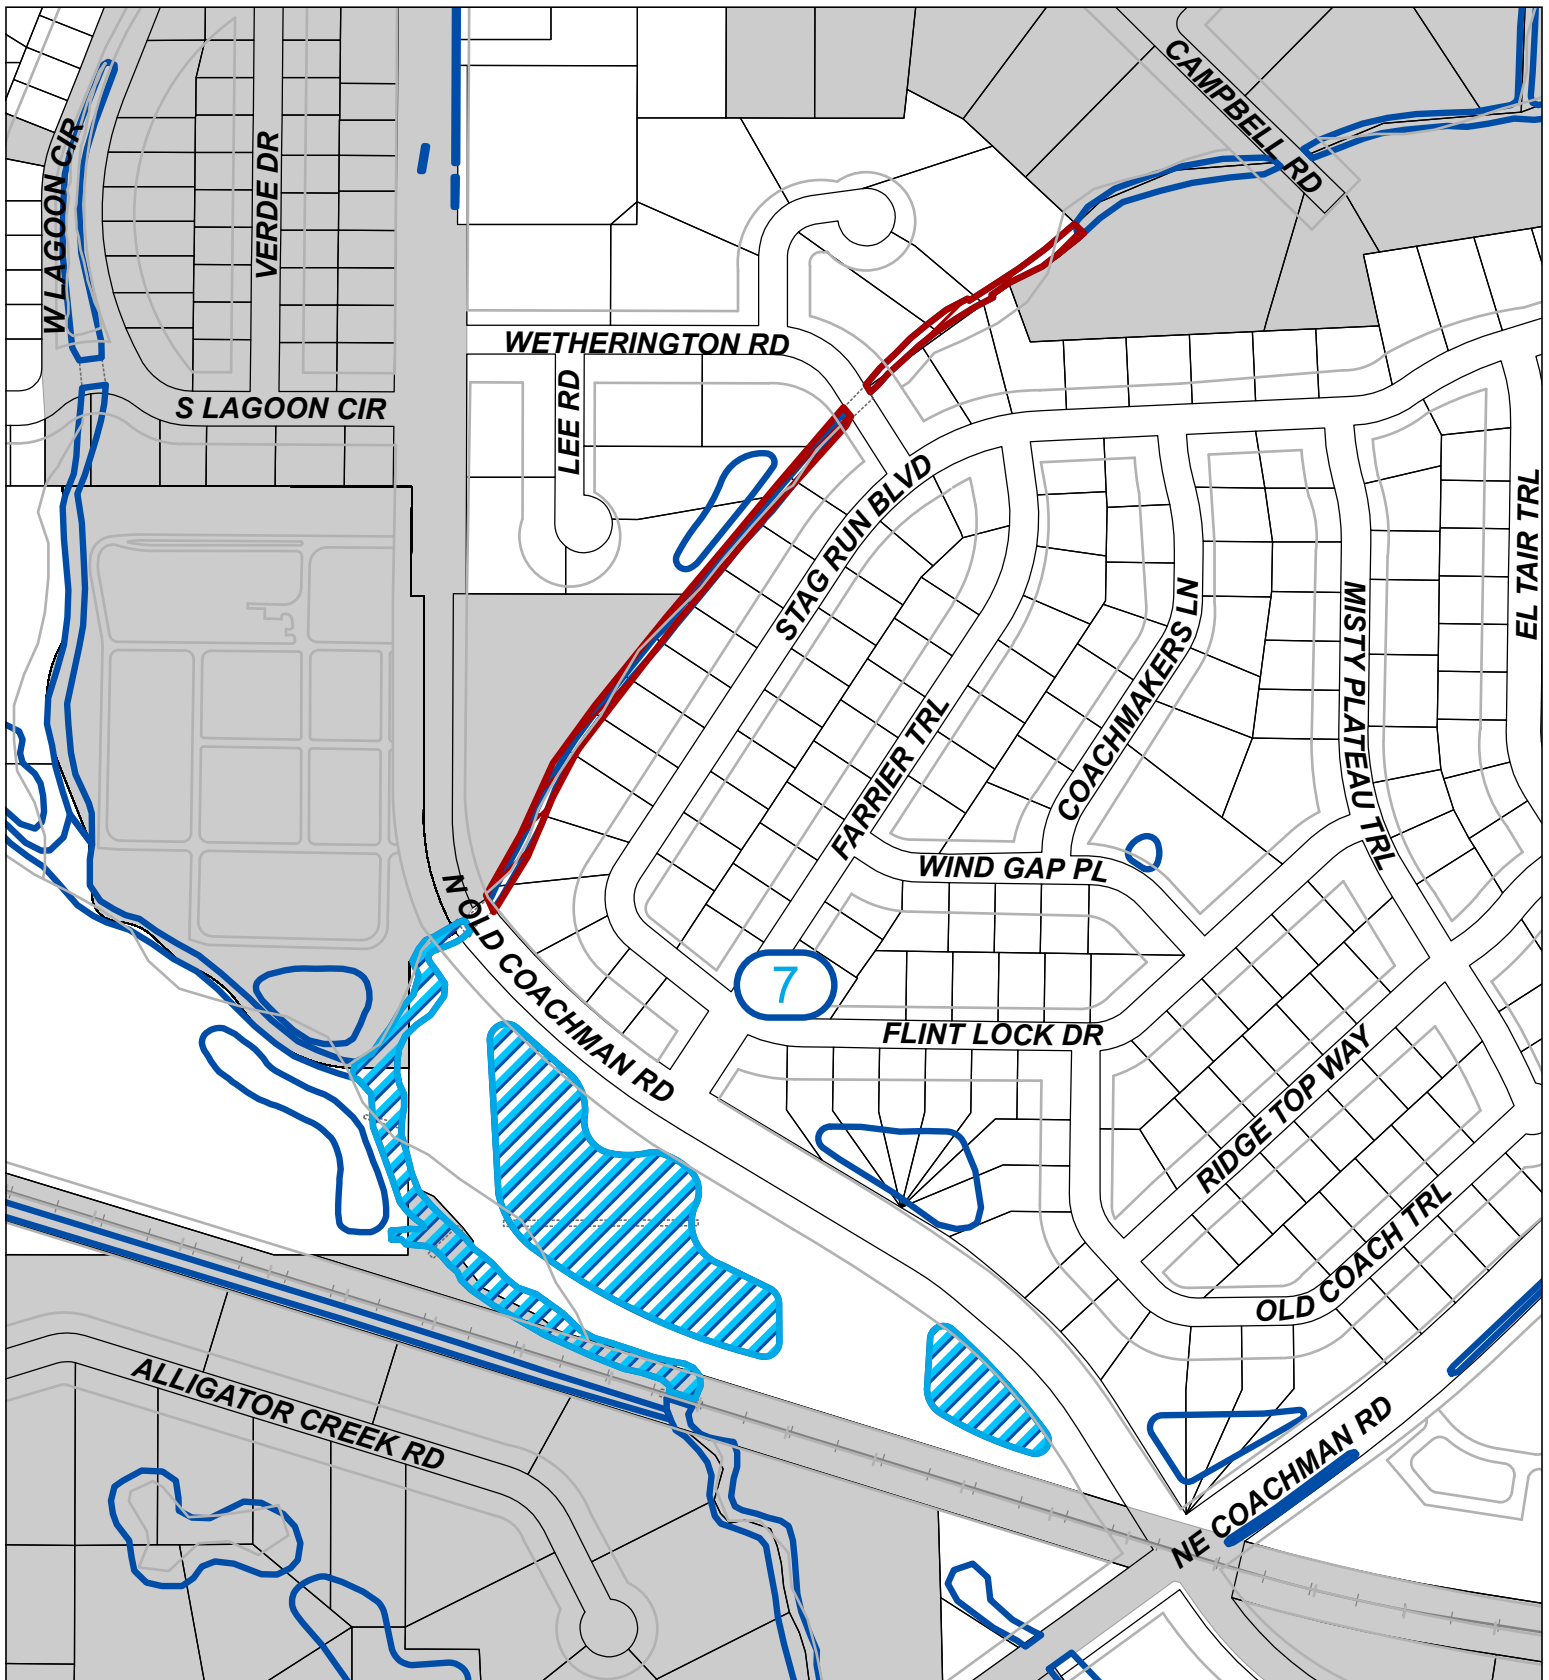 CAMPBELL RD
W LAGOON CIR
VERDE DR
WETHERINGTON RD
LEE RD
S LAGOON CIR
STAG RUN BLVD
EL TAIR TRL
COACHMAKERS LN
MISTY PLATEAU TRL
FARRIER TRL
WIND GAP PL
N OLD COACHMAN RD
7
FLINT LOCK DR
RIDGE TOP WAY
OLD COACH TRL
ALLIGATOR CREEK RD
NE COACHMAN RD